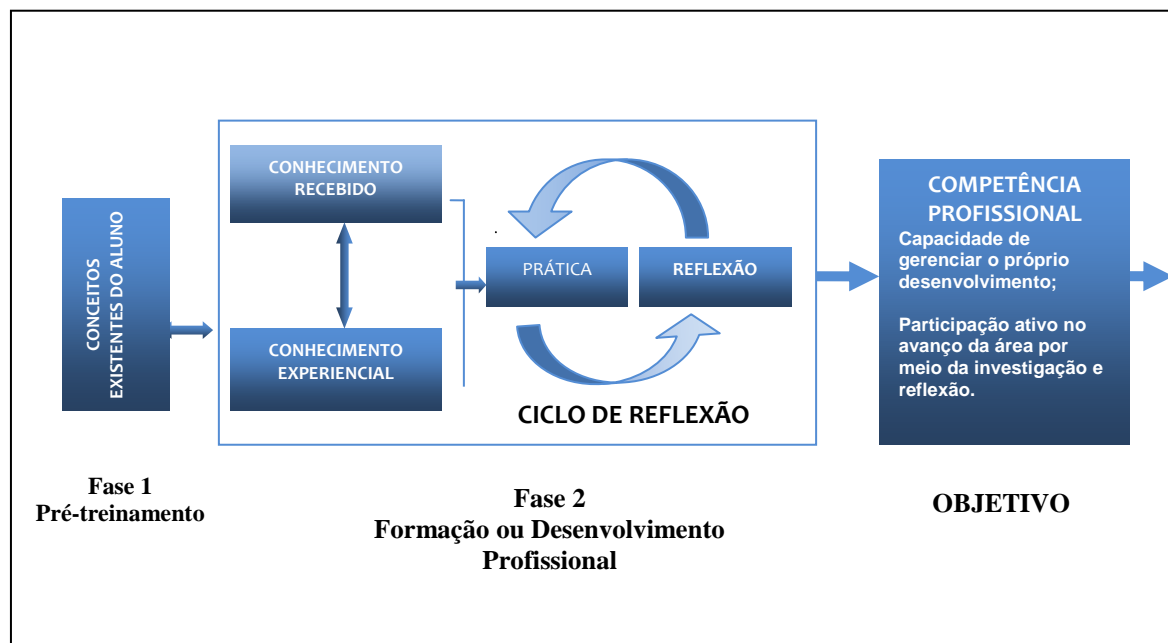 CONCEITOS
EXISTENTES DO ALUNO
CONHECIMENTO
RECEBIDO
CONHECIMENTO
EXPERIENCIAL
PRÁTICA
REFLEXÃO
CICLO DE REFLEXÃO
COMPETÊNCIA
PROFISSIONAL
Capacidade de
gerenciar o próprio
desenvolvimento;
Participação ativo no
avanço da área por
meio da investigação e
reflexão.
Fase 1
Pré-treinamento
Fase 2
Formação ou Desenvolvimento
Profissional
OBJETIVO